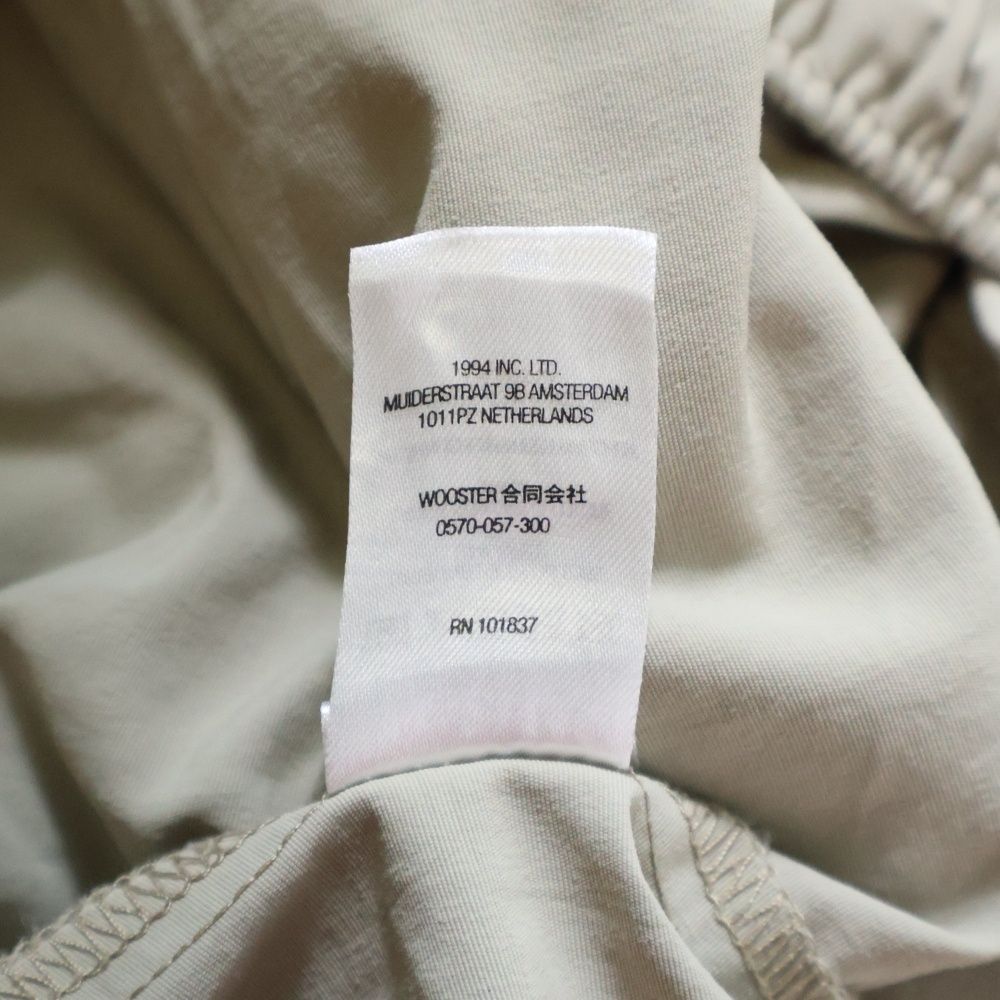 1994 INC. LTD.
MUIDERSTRAAT 9B AMSTERDAM
1011PZ NETHERLANDS
WOOSTER 合同会社
0570-057-300
RN 101837